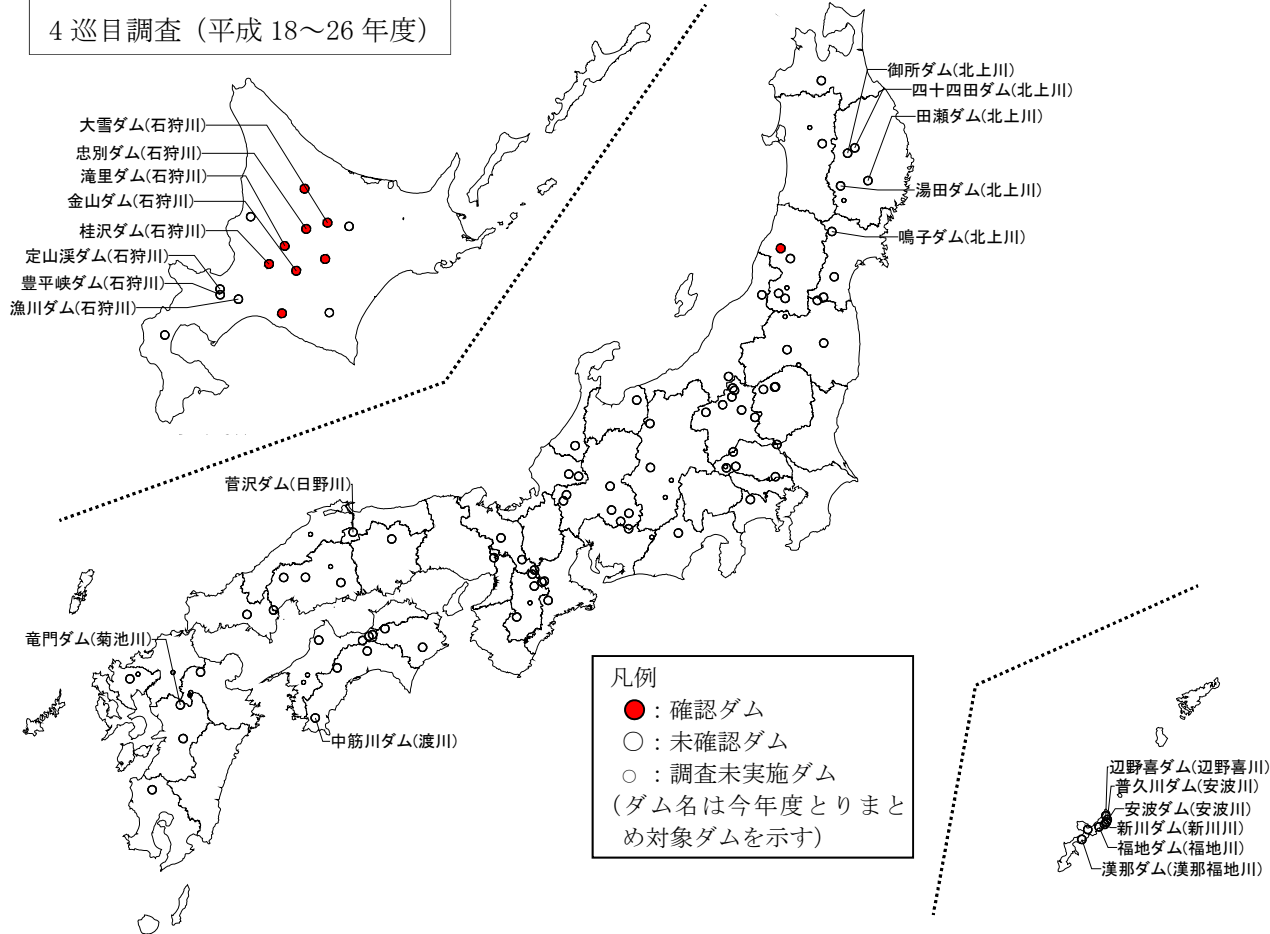 4 巡目調査（平成 18～26 年度）
大雪ダム(石狩川)
忠別ダム(石狩川)
滝里ダム(石狩川)
金山ダム(石狩川)
桂沢ダム(石狩川)
定山渓ダム(石狩川)
豊平峡ダム(石狩川)
漁川ダム(石狩川)
御所ダム(北上川)
四十四田ダム(北上川)
田瀬ダム(北上川)
湯田ダム(北上川)
鳴子ダム(北上川)
菅沢ダム(日野川)
竜門ダム(菊池川)
中筋川ダム(渡川)
凡例
：確認ダム
：未確認ダム
：調査未実施ダム
(ダム名は今年度とりまと
め対象ダムを示す)
辺野喜ダム(辺野喜川)
普久川ダム(安波川)
安波ダム(安波川)
新川ダム(新川川)
福地ダム(福地川)
漢那ダム(漢那福地川)